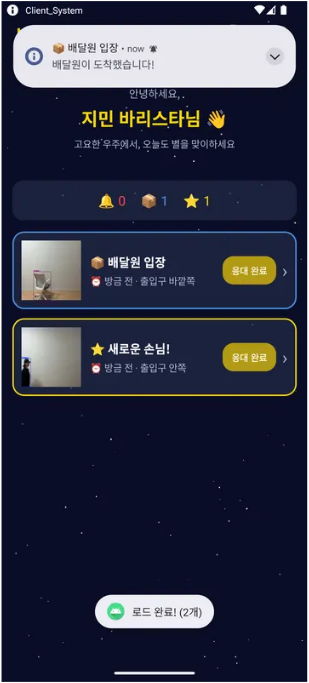 Client_System
📦 배달원 입장 • now
배달원이 도착했습니다!
안녕하세요,
지민 바리스타님 👋
고요한 우주에서, 오늘도 별을 맞이하세요
🔔 0 📦 1 ⭐ 1
📦 배달원 입장
⏰ 방금 전 · 출입구 바깥쪽
응대 완료
⭐ 새로운 손님!
⏰ 방금 전 · 출입구 안쪽
응대 완료
로드 완료! (2개)